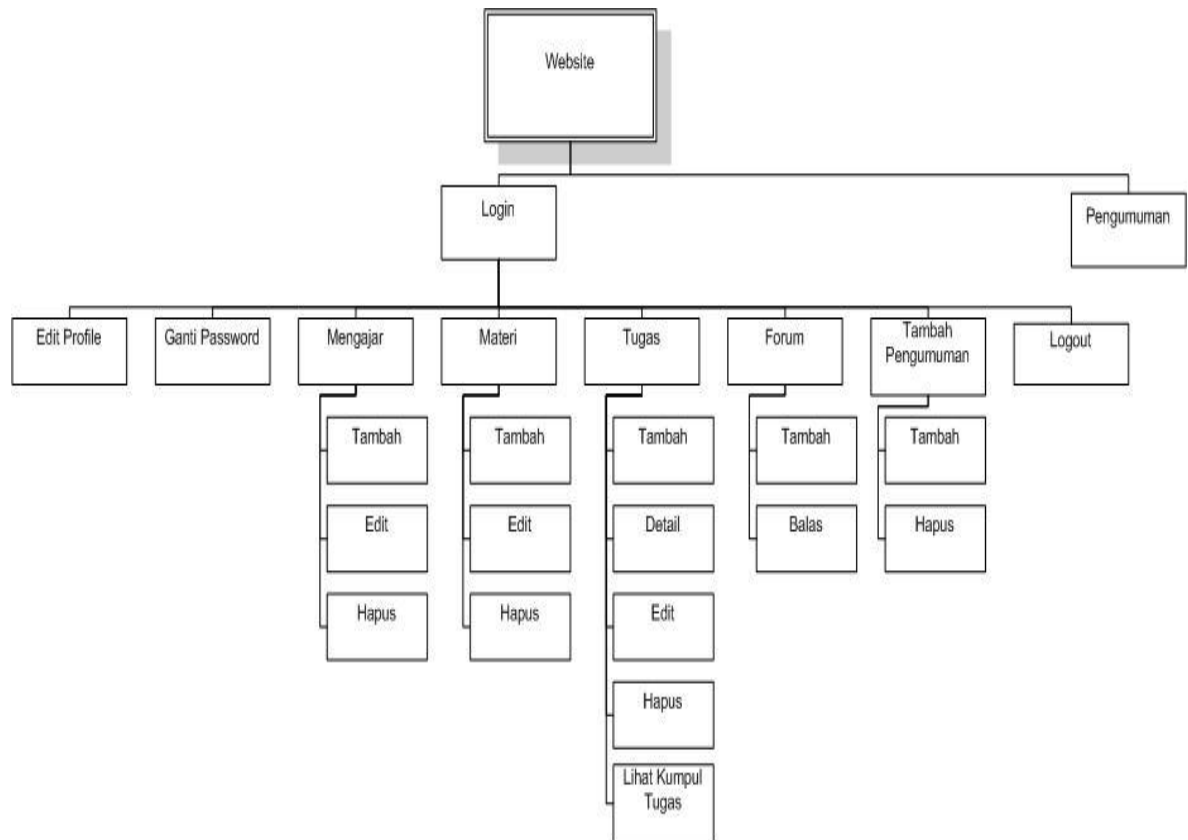 Website
Login
Pengumuman
Edit Profile
Ganti Password
Mengajar
Materi
Tugas
Forum
Tambah
Pengumuman
Logout
Tambah
Tambah
Tambah
Tambah
Tambah
Edit
Edit
Detail
Balas
Hapus
Hapus
Hapus
Edit
Hapus
Lihat Kumpul
Tugas